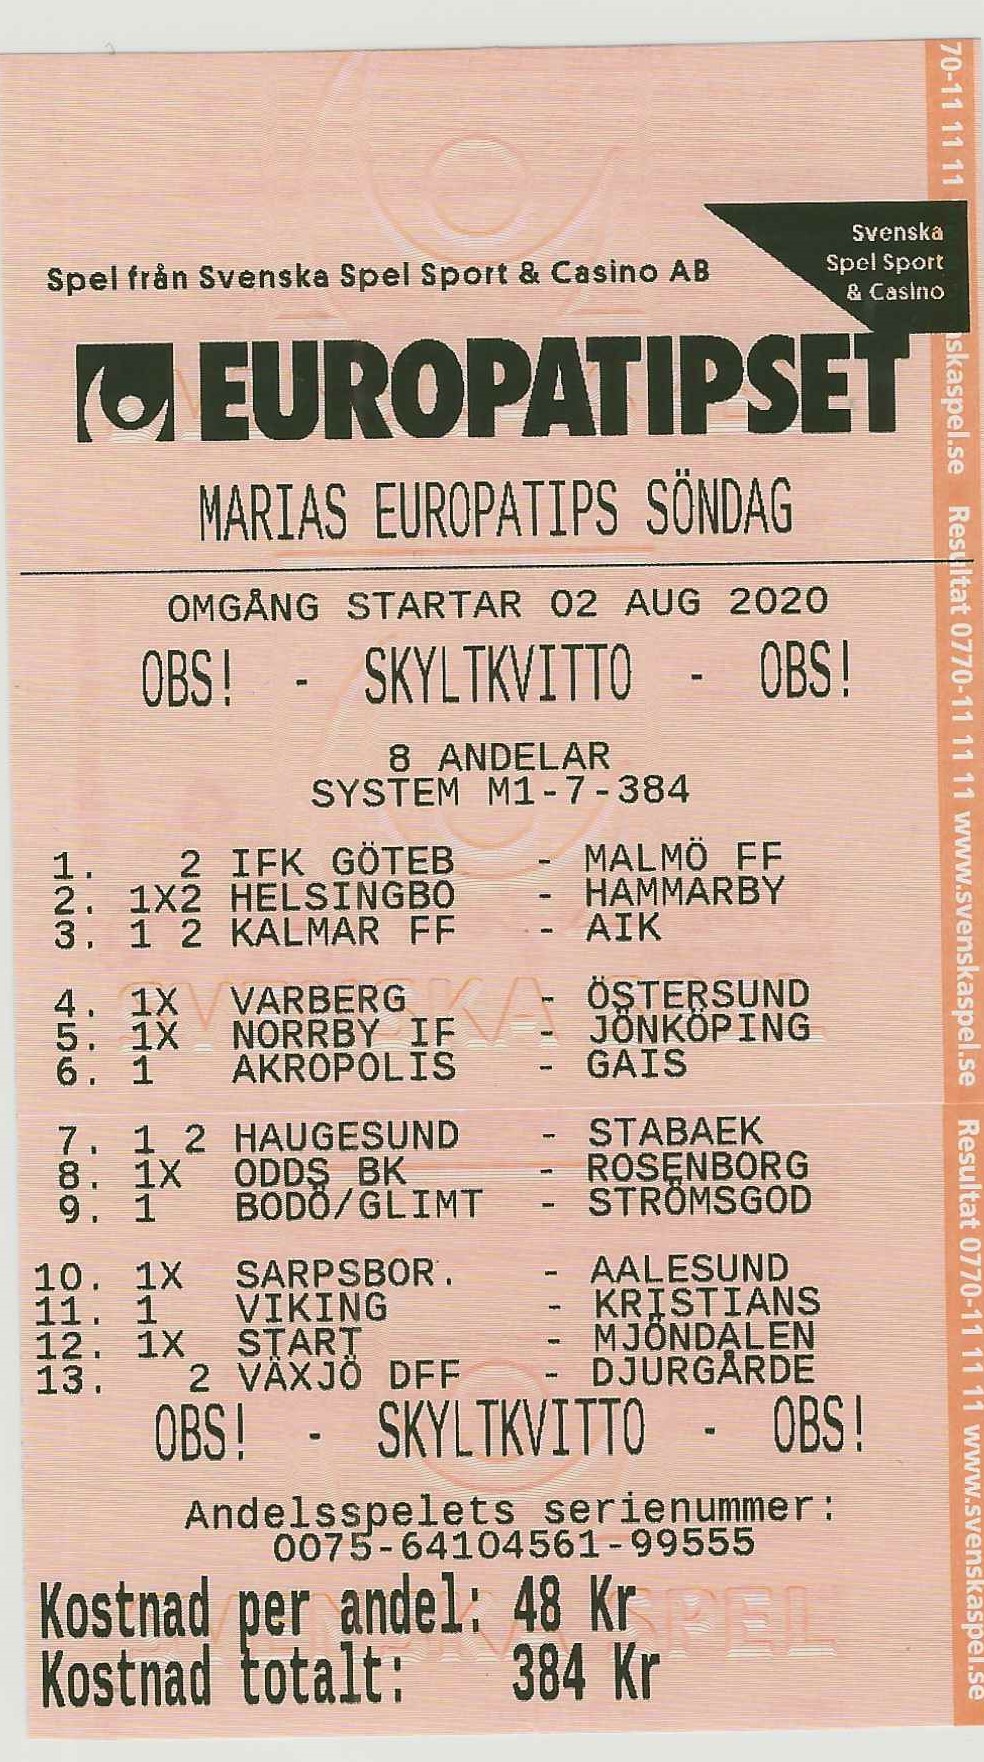 Svenska
Spel Sport
& Casino
Spel från Svenska Spel Sport & Casino AB
EUROPATIPSET
MARIAS EUROPATIPS SÖNDAG
OMGÅNG STARTAR 02 AUG 2020
OBS! - SKYLTKVITTO - OBS!
8 ANDELAR
SYSTEM M1-7-384
1. 2 IFK GÖTEB - MALMÖ FF
2. 1X2 HELSINGBO - HAMMARBY
3. 1 2 KALMAR FF - AIK
4. 1X VARBERG - ÖSTERSUND
5. 1X NORRBY IF - JÖNKÖPING
6. 1 AKROPOLIS - GAIS
7. 1 2 HAUGESUND - STABAEK
8. 1X ODDS BK - ROSENBORG
9. 1 BODÖ/GLIMT - STRÖMSGOD
10. 1X SARPSBOR. - AALESUND
11. 1 VIKING - KRISTIANS
12. 1X START - MJÖNDALEN
13. 2 VÄXJÖ DFF - DJURGÅRDE
OBS! - SKYLTKVITTO - OBS!
Andelsspelets serienummer:
0075-64104561-99555
Kostnad per andel: 48 Kr
Kostnad totalt: 384 Kr
SVENSKA SPEL
SVENSKA SPEL
70-11 11 11 skaspel.se Resultat 0770-11 11 11 www.svenskaspel.se Resultat 0770-11 11 11 www.svenskaspel.se